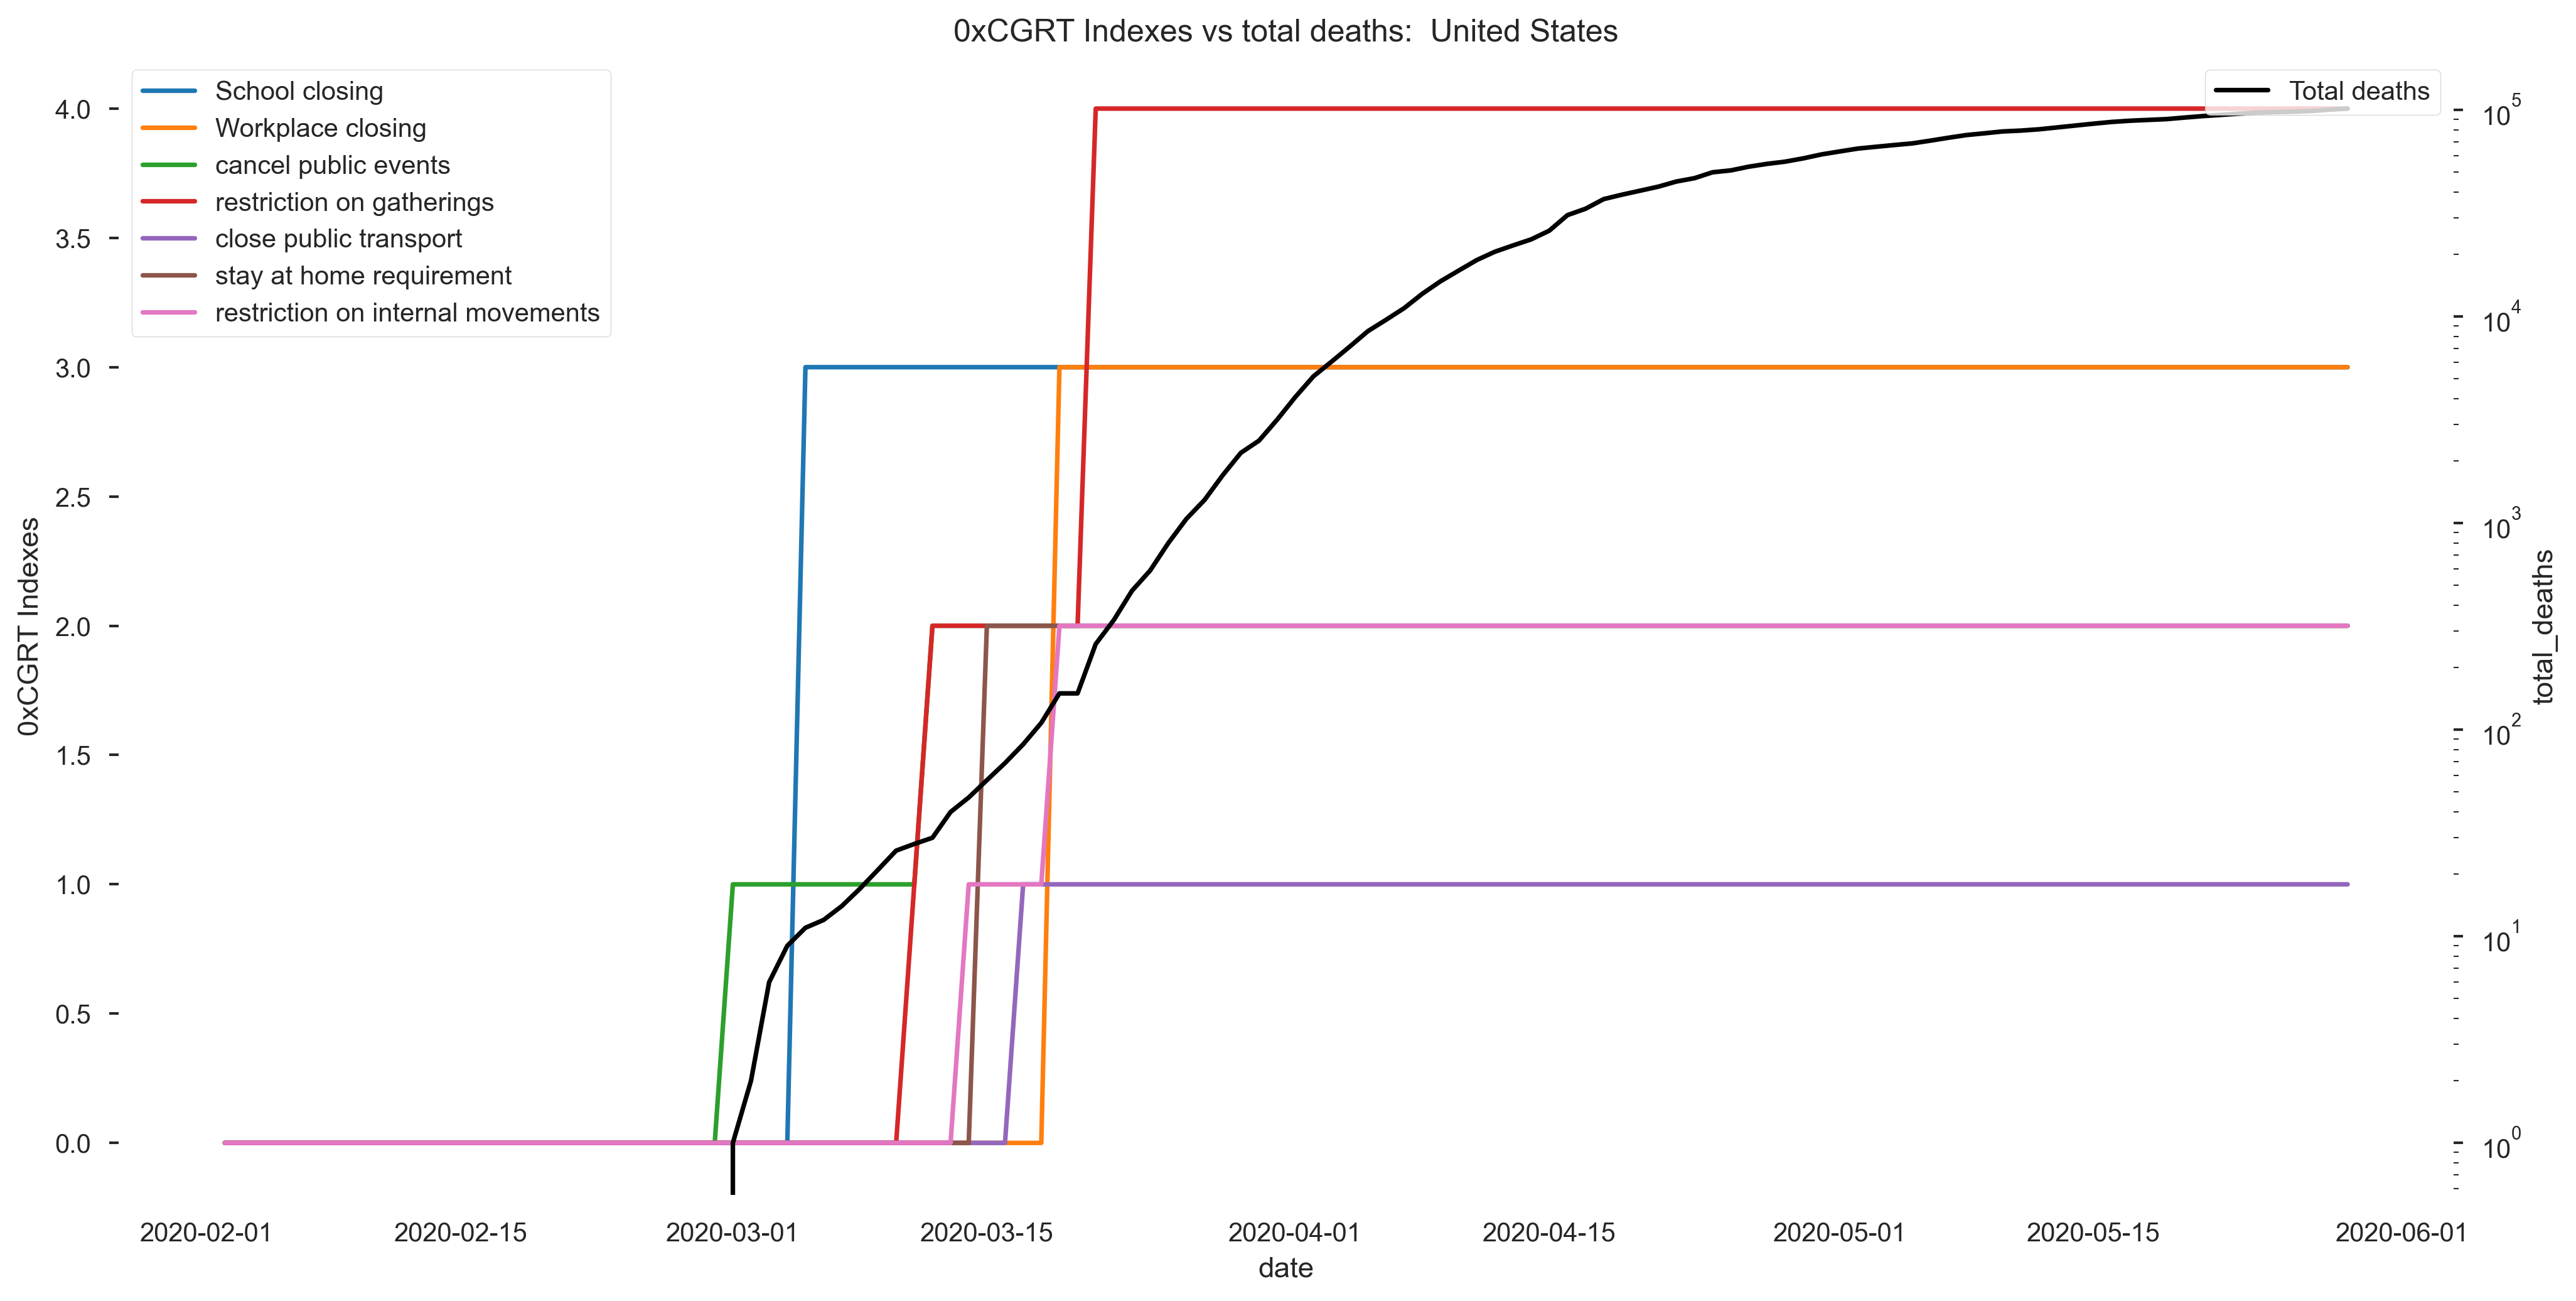 0xCGRT Indexes vs total deaths:  United States
School closing
Workplace closing
cancel public events
restriction on gatherings
close public transport
stay at home requirement
restriction on internal movements
Total deaths
0xCGRT Indexes
4.0
3.5
3.0
2.5
2.0
1.5
1.0
0.5
0.0
10^5
10^4
10^3
10^2
10^1
10^0
total_deaths
2020-02-01 2020-02-15 2020-03-01 2020-03-15 2020-04-01 2020-04-15 2020-05-01 2020-05-15 2020-06-01
date